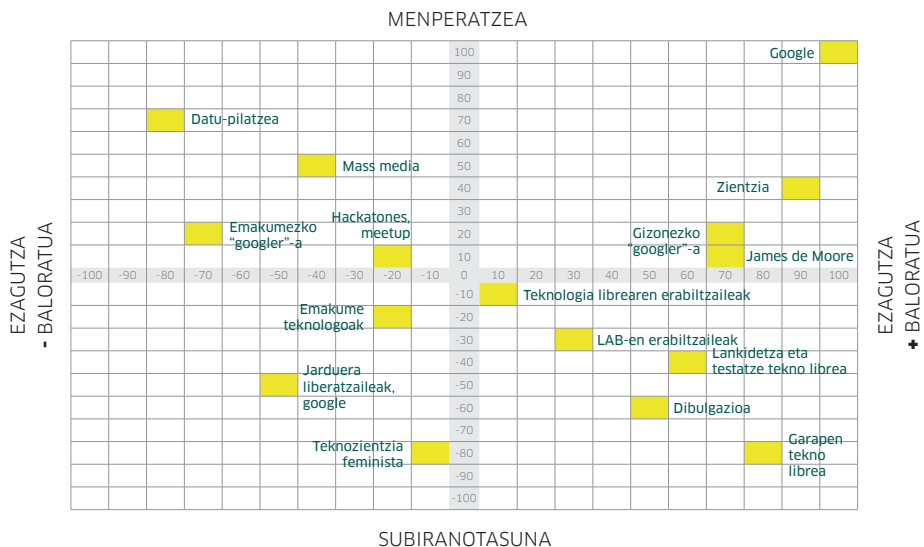 MENPERATZEA
100
Google
90
80
70
Datu-pilatzea
60
50
Mass media
40
Zientzia
30
Hackatones,
meetup
Emakumezko
"googler"-a
20
Gizonezko
"googler"-a
10
James de Moore
EZAGUTZA
- BALORATUA
-100 -90 -80 -70 -60 -50 -40 -30 -20 -10 0 10 20 30 40 50 60 70 80 90 100
EZAGUTZA
+ BALORATUA
-10
Teknologia librearen erabiltzaileak
Emakume
teknologoak
-20
-30
LAB-en erabiltzaileak
-40
Lankidetza eta
testatze tekno librea
Jarduera
liberatzaileak,
google
-50
-60
Dibulgazioa
-70
Teknozientzia
feminista
-80
Garapen
tekno
librea
-90
-100
SUBIRANOTASUNA